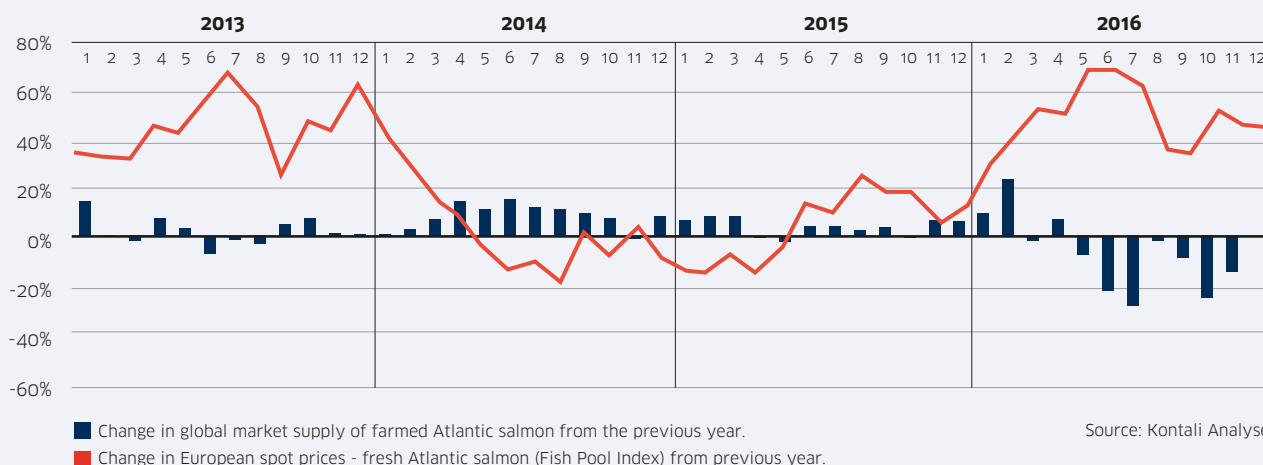 2013 2014 2015 2016
80%
1 2 3 4 5 6 7 8 9 10 11 12 1 2 3 4 5 6 7 8 9 10 11 12 1 2 3 4 5 6 7 8 9 10 11 12 1 2 3 4 5 6 7 8 9 10 11 12
60%
40%
20%
0%
-20%
-40%
-60%
Change in global market supply of farmed Atlantic salmon from the previous year. Source: Kontali Analyse
Change in European spot prices - fresh Atlantic salmon (Fish Pool Index) from previous year.